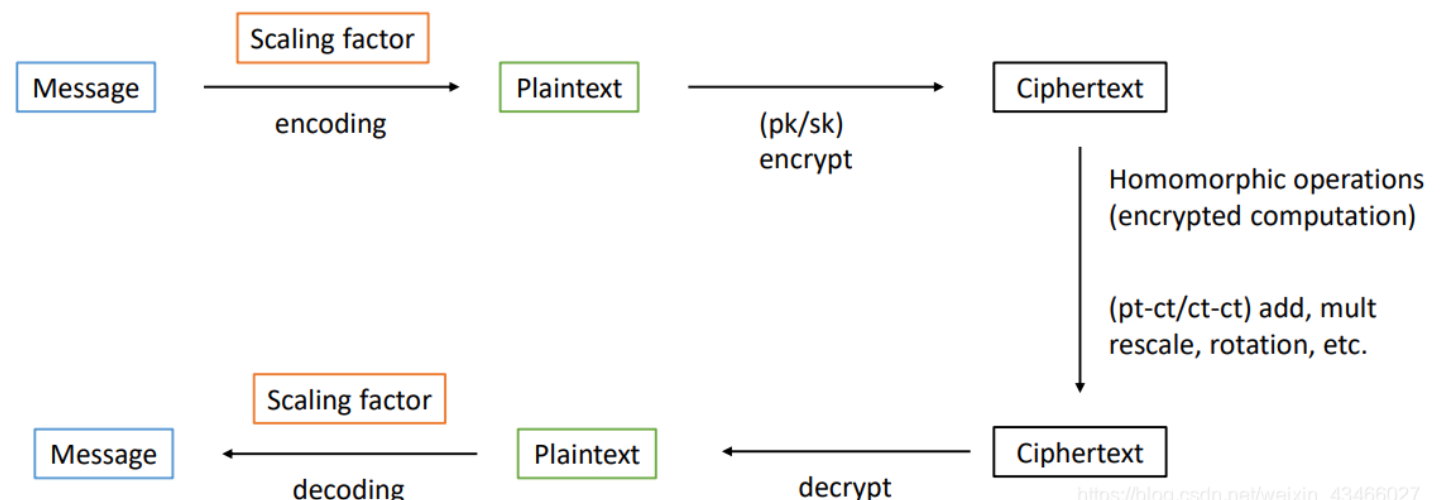 Scaling factor
Message
Plaintext
Ciphertext
encoding
(pk/sk)
encrypt
Homomorphic operations
(encrypted computation)
(pt-ct/ct-ct) add, mult
rescale, rotation, etc.
Scaling factor
Message
Plaintext
Ciphertext
decoding
decrypt
https://blog.csdn.net/weixin_43466027